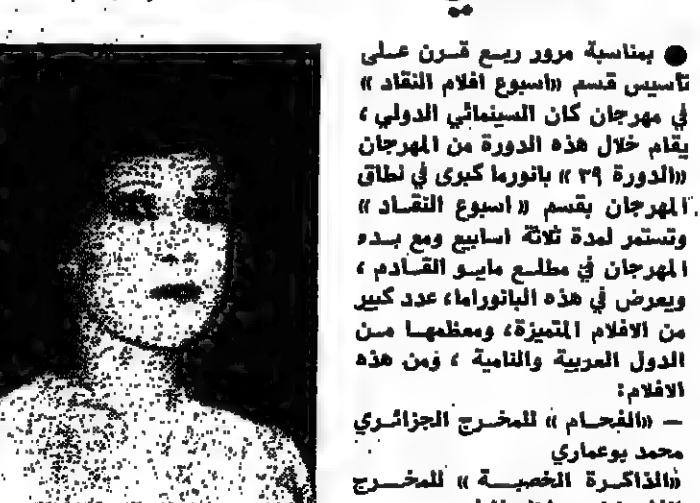 ● بمناسبة مرور ربع قرن على
تأسيس قسم «اسبوع افلام النقاد»
في مهرجان كان السينمائي الدولي ،
يقام خلال هذه الدورة من المهرجان
«الدورة ٣٩» بانورما كبرى في نطاق
المهرجان بقسم «اسبوع النقاد»
وتستمر لمدة ثلاثة اسابيع ومع بدء
المهرجان في مطلع مايو القادم ،
ويعرض في هذه البانوراما، عدد كبير
من الافلام المتميزة، ومعظمها من
الدول العربية والنامية ، ومن هذه
الافلام:
— «الفحام» للمخرج الجزائري
محمد بوعماري
«الذاكرة الخصبة» للمخرج